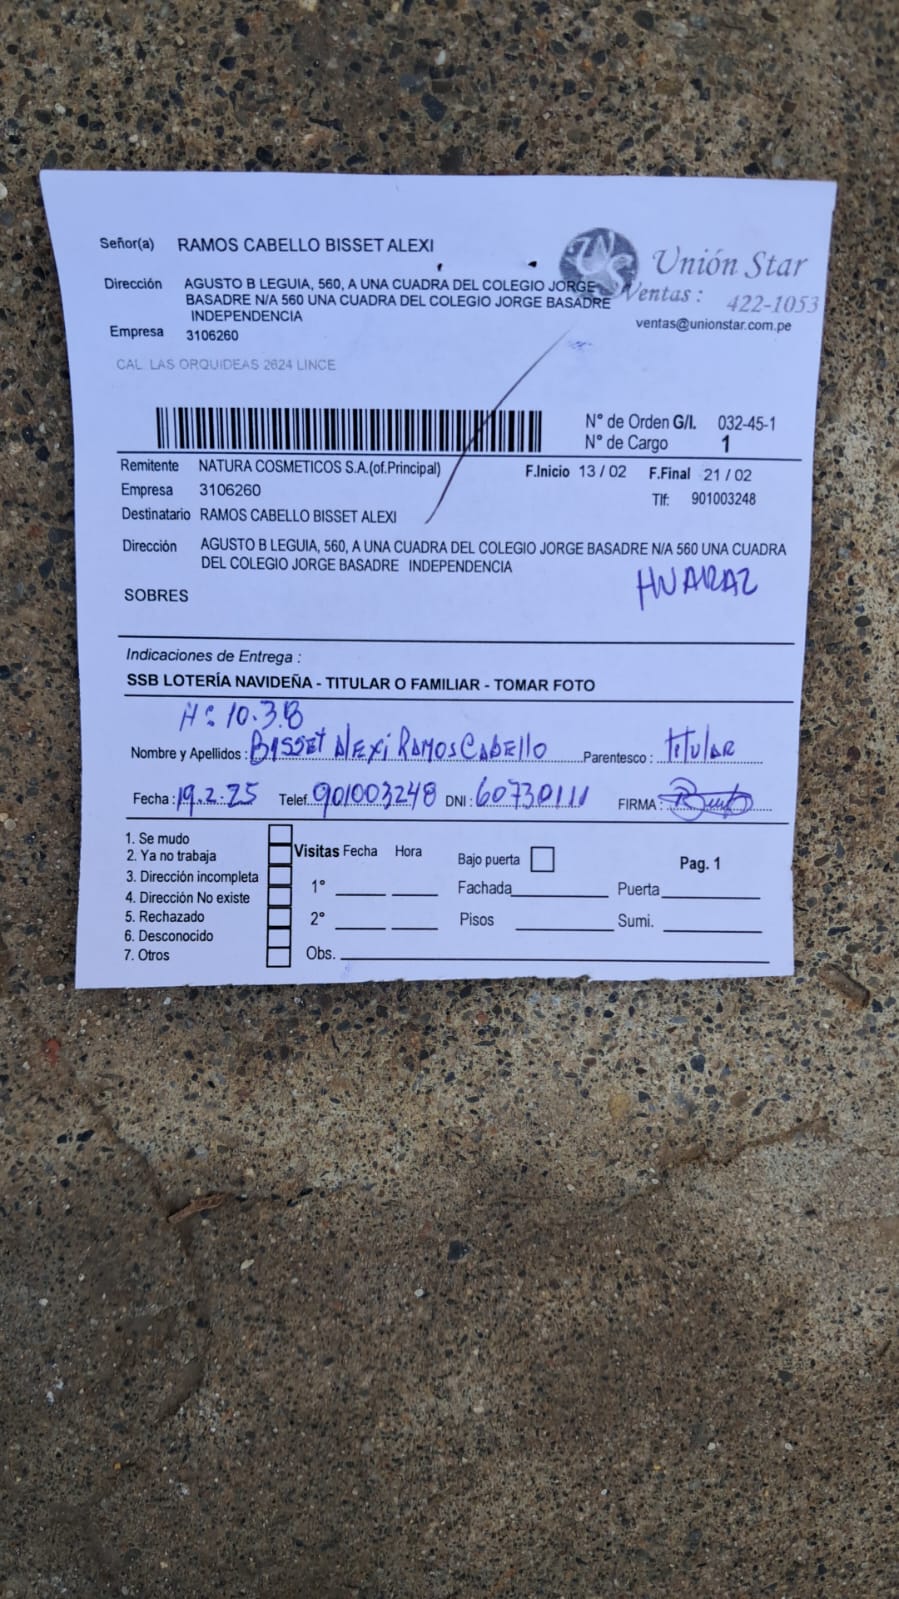 Señor(a) RAMOS CABELLO BISSET ALEXI
Unión Star
Dirección AGUSTO B LEGUIA, 560, A UNA CUADRA DEL COLEGIO JORGE
BASADRE N/A 560 UNA CUADRA DEL COLEGIO JORGE BASADRE
INDEPENDENCIA
Ventas : 422-1053
ventas@unionstar.com.pe
Empresa 3106260
CAL. LAS ORQUIDEAS 2624 LINCE
N° de Orden G/I. 032-45-1
N° de Cargo 1
Remitente NATURA COSMETICOS S.A.(of.Principal) F.Inicio 13 / 02 F.Final 21 / 02
Empresa 3106260 Tlf: 901003248
Destinatario RAMOS CABELLO BISSET ALEXI
Dirección AGUSTO B LEGUIA, 560, A UNA CUADRA DEL COLEGIO JORGE BASADRE N/A 560 UNA CUADRA
DEL COLEGIO JORGE BASADRE INDEPENDENCIA
HUARAZ
SOBRES
Indicaciones de Entrega :
SSB LOTERÍA NAVIDEÑA - TITULAR O FAMILIAR - TOMAR FOTO
H: 10.38
Nombre y Apellidos : Bisset Alexi Ramos Cabello Parentesco : titular
Fecha : 19.2.25 Telef. 901003248 DNI : 60730111 FIRMA :
1. Se mudo
2. Ya no trabaja
3. Dirección incompleta
4. Dirección No existe
5. Rechazado
6. Desconocido
7. Otros
Visitas Fecha Hora Bajo puerta Pag. 1
1° Fachada Puerta
2° Pisos Sumi.
Obs.